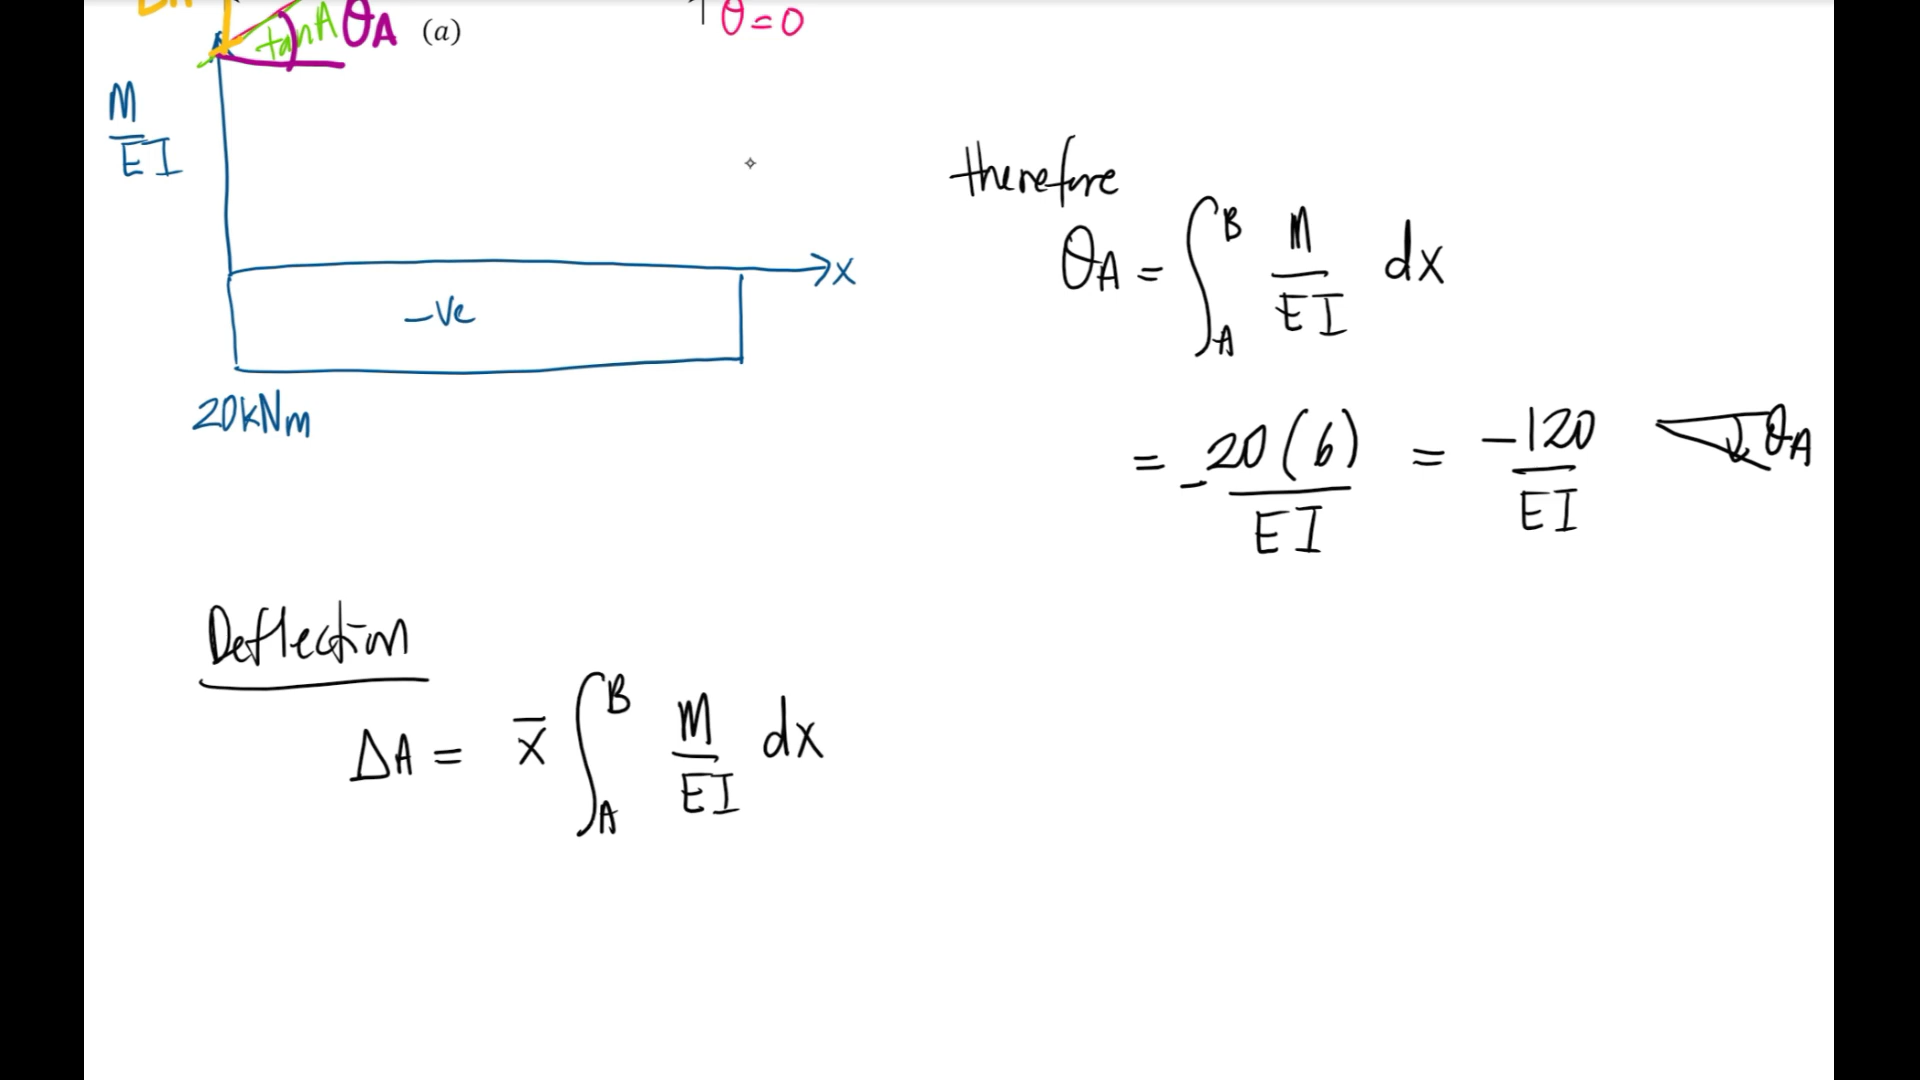 tanA θA (a)
θ=0
M
EI
x
-ve
20kNm
therefore
θA = ∫ B A M EI dx
= -20(6) EI = -120 EI θA
Deflection
ΔA = x̄ ∫ B A M EI dx